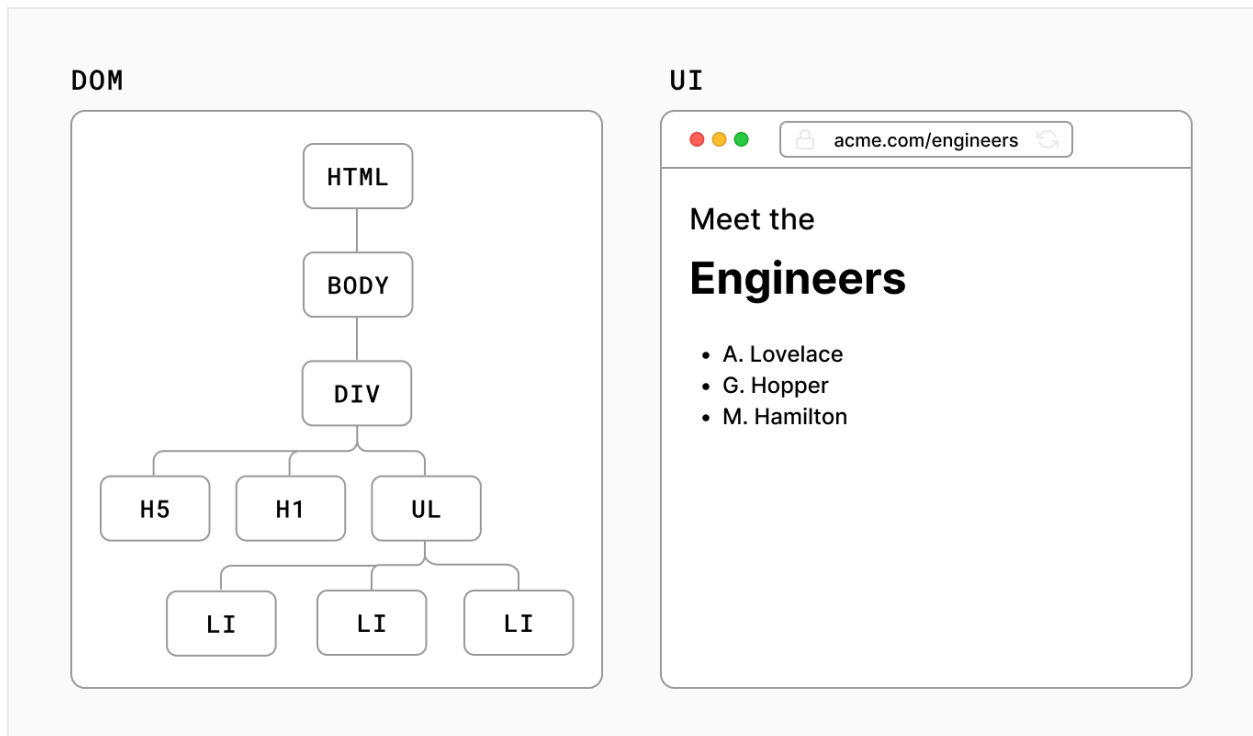 DOM
HTML
BODY
DIV
H5 H1 UL
LI LI LI
UI
acme.com/engineers
Meet the
Engineers
• A. Lovelace
• G. Hopper
• M. Hamilton